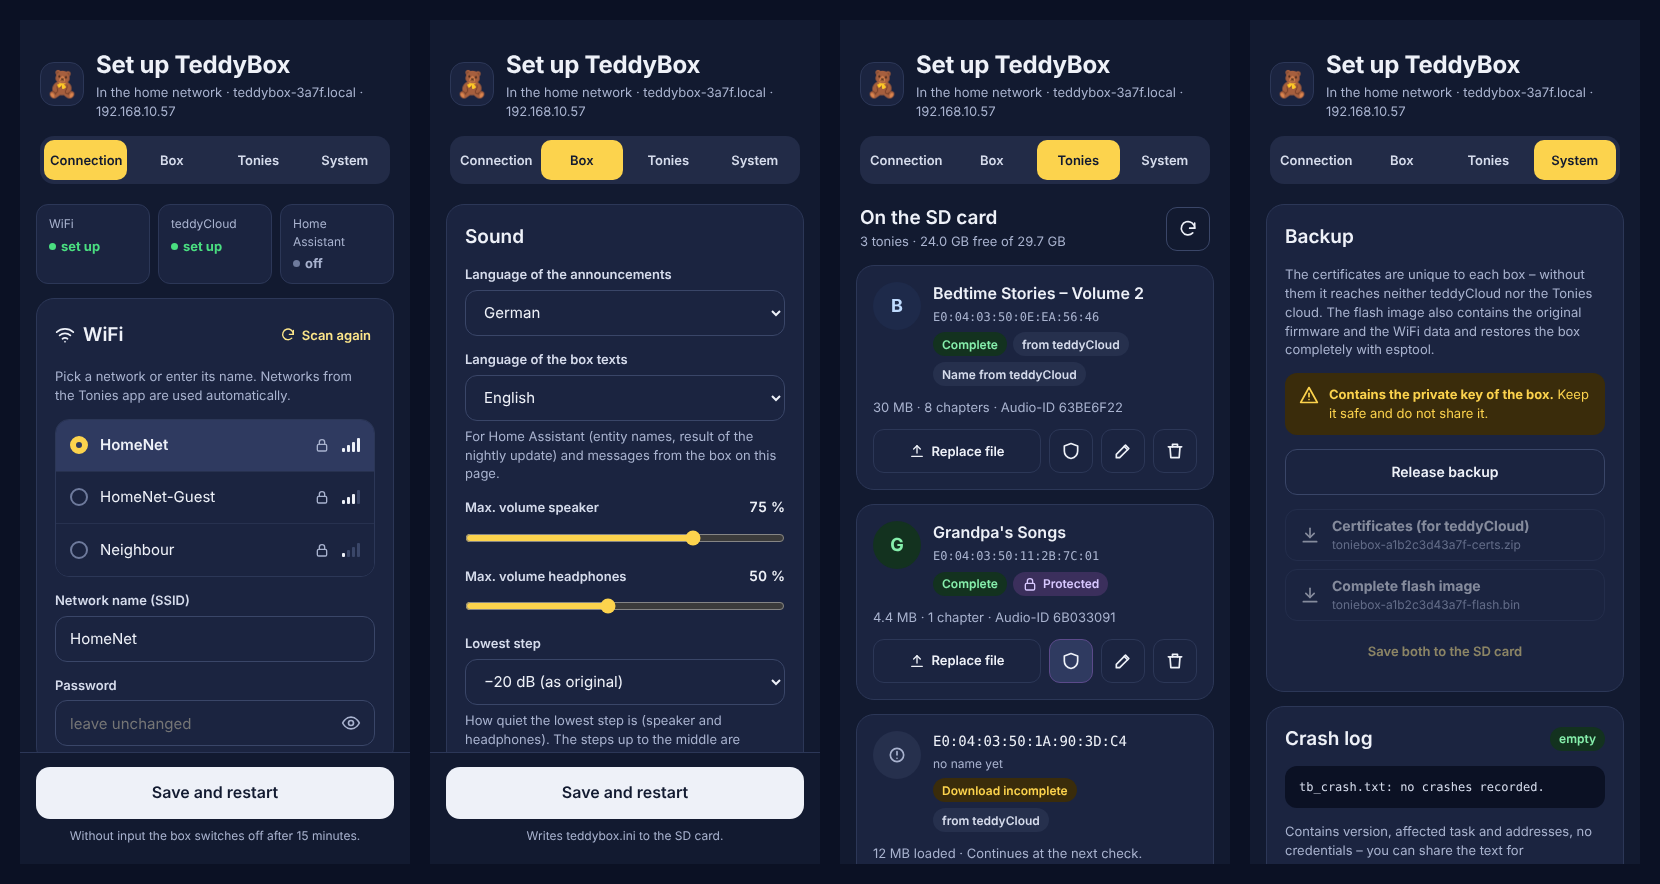 Set up TeddyBox
In the home network · teddybox-3a7f.local ·
192.168.10.57
Connection
Box
Tonies
System
WiFi
set up
teddyCloud
set up
Home
Assistant
off
WiFi
Scan again
Pick a network or enter its name. Networks from
the Tonies app are used automatically.
HomeNet
HomeNet-Guest
Neighbour
Network name (SSID)
HomeNet
Password
leave unchanged
Save and restart
Without input the box switches off after 15 minutes.
Set up TeddyBox
In the home network · teddybox-3a7f.local ·
192.168.10.57
Connection
Box
Tonies
System
Sound
Language of the announcements
German
Language of the box texts
English
For Home Assistant (entity names, result of the
nightly update) and messages from the box on this
page.
Max. volume speaker
75 %
Max. volume headphones
50 %
Lowest step
−20 dB (as original)
How quiet the lowest step is (speaker and
headphones). The steps up to the middle are
Save and restart
Writes teddybox.ini to the SD card.
Set up TeddyBox
In the home network · teddybox-3a7f.local ·
192.168.10.57
Connection
Box
Tonies
System
On the SD card
3 tonies · 24.0 GB free of 29.7 GB
B
Bedtime Stories – Volume 2
E0:04:03:50:0E:EA:56:46
Complete
from teddyCloud
Name from teddyCloud
30 MB · 8 chapters · Audio-ID 63BE6F22
Replace file
G
Grandpa's Songs
E0:04:03:50:11:2B:7C:01
Complete
Protected
4.4 MB · 1 chapter · Audio-ID 6B033091
Replace file
E0:04:03:50:1A:90:3D:C4
no name yet
Download incomplete
from teddyCloud
12 MB loaded · Continues at the next check.
Set up TeddyBox
In the home network · teddybox-3a7f.local ·
192.168.10.57
Connection
Box
Tonies
System
Backup
The certificates are unique to each box – without
them it reaches neither teddyCloud nor the Tonies
cloud. The flash image also contains the original
firmware and the WiFi data and restores the box
completely with esptool.
Contains the private key of the box. Keep
it safe and do not share it.
Release backup
Certificates (for teddyCloud)
toniebox-a1b2c3d43a7f-certs.zip
Complete flash image
toniebox-a1b2c3d43a7f-flash.bin
Save both to the SD card
Crash log
empty
tb_crash.txt: no crashes recorded.
Contains version, affected task and addresses, no
credentials – you can share the text for